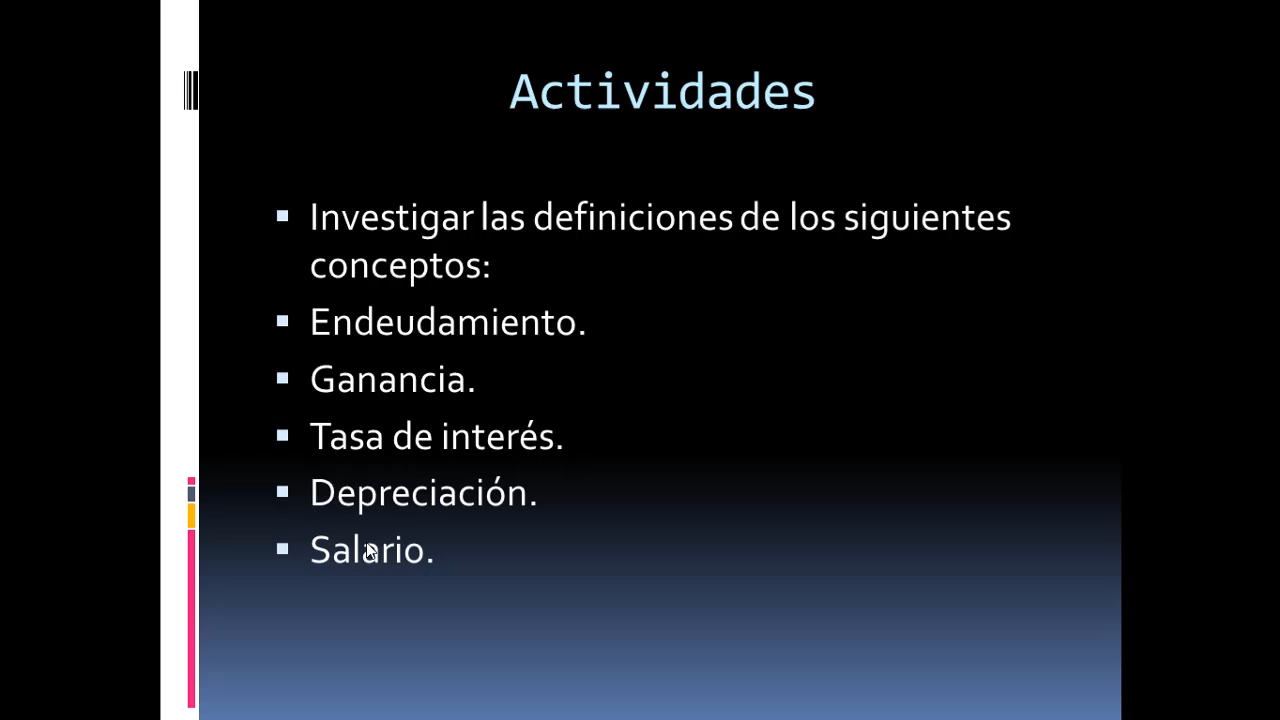 Actividades
Investigar las definiciones de los siguientes
conceptos:
Endeudamiento.
Ganancia.
Tasa de interés.
Depreciación.
Salario.